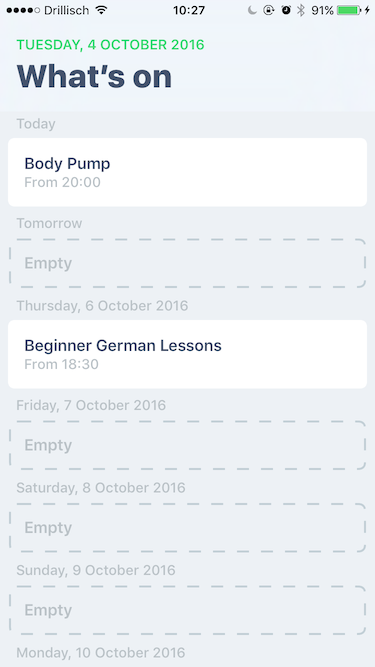 Drillisch 10:27 91%
TUESDAY, 4 OCTOBER 2016
What's on
Today
Body Pump
From 20:00
Tomorrow
Empty
Thursday, 6 October 2016
Beginner German Lessons
From 18:30
Friday, 7 October 2016
Empty
Saturday, 8 October 2016
Empty
Sunday, 9 October 2016
Empty
Monday, 10 October 2016